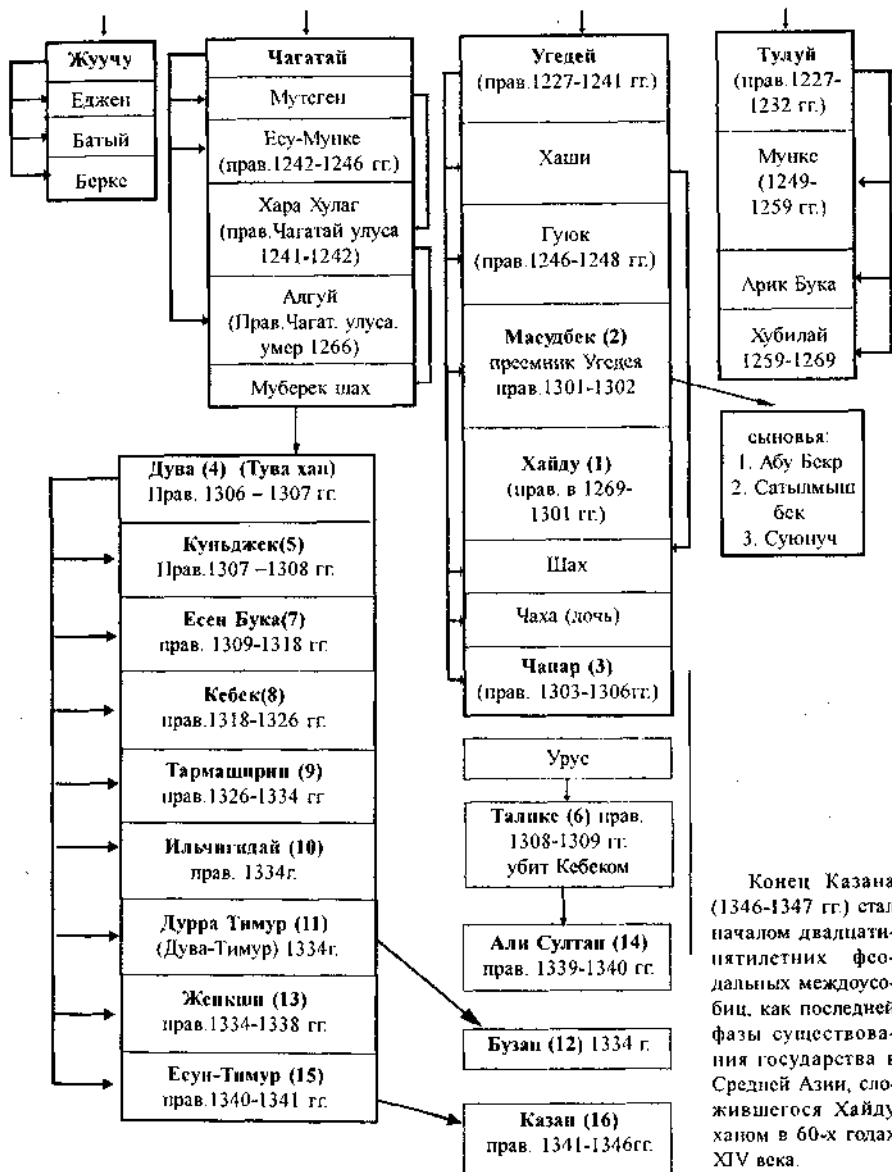 Жуучу
Еджен
Батый
Берке
Чагатай
Мутсген
Есу-Мунке
(прав.1242-1246 гг.)
Хара Хулаг
(прав.Чагатай улуса
1241-1242)
Алгуй
(Прав.Чагат. улуса.
умер 1266)
Муберек шах
Угедей
(прав.1227-1241 гг.)
Хаши
Гуюк
(прав.1246-1248 гг.)
Масудбек (2)
преемник Угедея
прав.1301-1302
Хайду (1)
(прав. в 1269-
1301 гг.)
Шах
Чаха (дочь)
Чапар (3)
(прав. 1303-1306гг.)
Тулуй
(прав.1227-
1232 гг.)
Мунке
(1249-
1259 гг.)
Арик Бука
Хубилай
1259-1269
сыновья:
1. Абу Бекр
2. Сатылмыш
бек
3. Суюнуч
Дува (4) (Тува хан)
Прав. 1306 – 1307 гг.
Куньджек(5)
Прав.1307 –1308 гг.
Есен Бука(7)
прав. 1309-1318 гг.
Кебек(8)
прав.1318-1326 гг.
Тармаширин (9)
прав.1326-1334 гг
Ильчигидай (10)
прав. 1334г.
Дурра Тимур (11)
(Дува-Тимур) 1334г.
Женкши (13)
прав.1334-1338 гг.
Есун-Тимур (15)
прав.1340-1341 гг.
Урус
Талике (6) прав.
1308-1309 гг.
убит Кебеком
Али Султан (14)
прав. 1339-1340 гг.
Бузан (12) 1334 г.
Казан (16)
прав. 1341-1346гг.
Конец Казана
(1346-1347 гг.) стал
началом двадцати-
пятилетних фео-
дальных междоусо-
биц, как последней
фазы существова-
ния государства в
Средней Азии, сло-
жившегося Хайду
ханом в 60-х годах
XIV века.